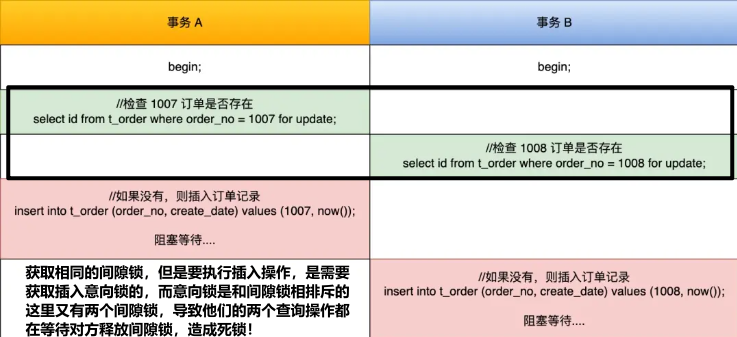 事务 A
事务 B
begin;
begin;
//检查 1007 订单是否存在
select id from t_order where order_no = 1007 for update;
//检查 1008 订单是否存在
select id from t_order where order_no = 1008 for update;
//如果没有，则插入订单记录
insert into t_order (order_no, create_date) values (1007, now());
阻塞等待....
获取相同的间隙锁，但是要执行插入操作，是需要
获取插入意向锁的，而意向锁是和间隙锁相排斥的
这里又有两个间隙锁，导致他们的两个查询操作都
在等待对方释放间隙锁，造成死锁！
//如果没有，则插入订单记录
insert into t_order (order_no, create_date) values (1008, now());
阻塞等待....